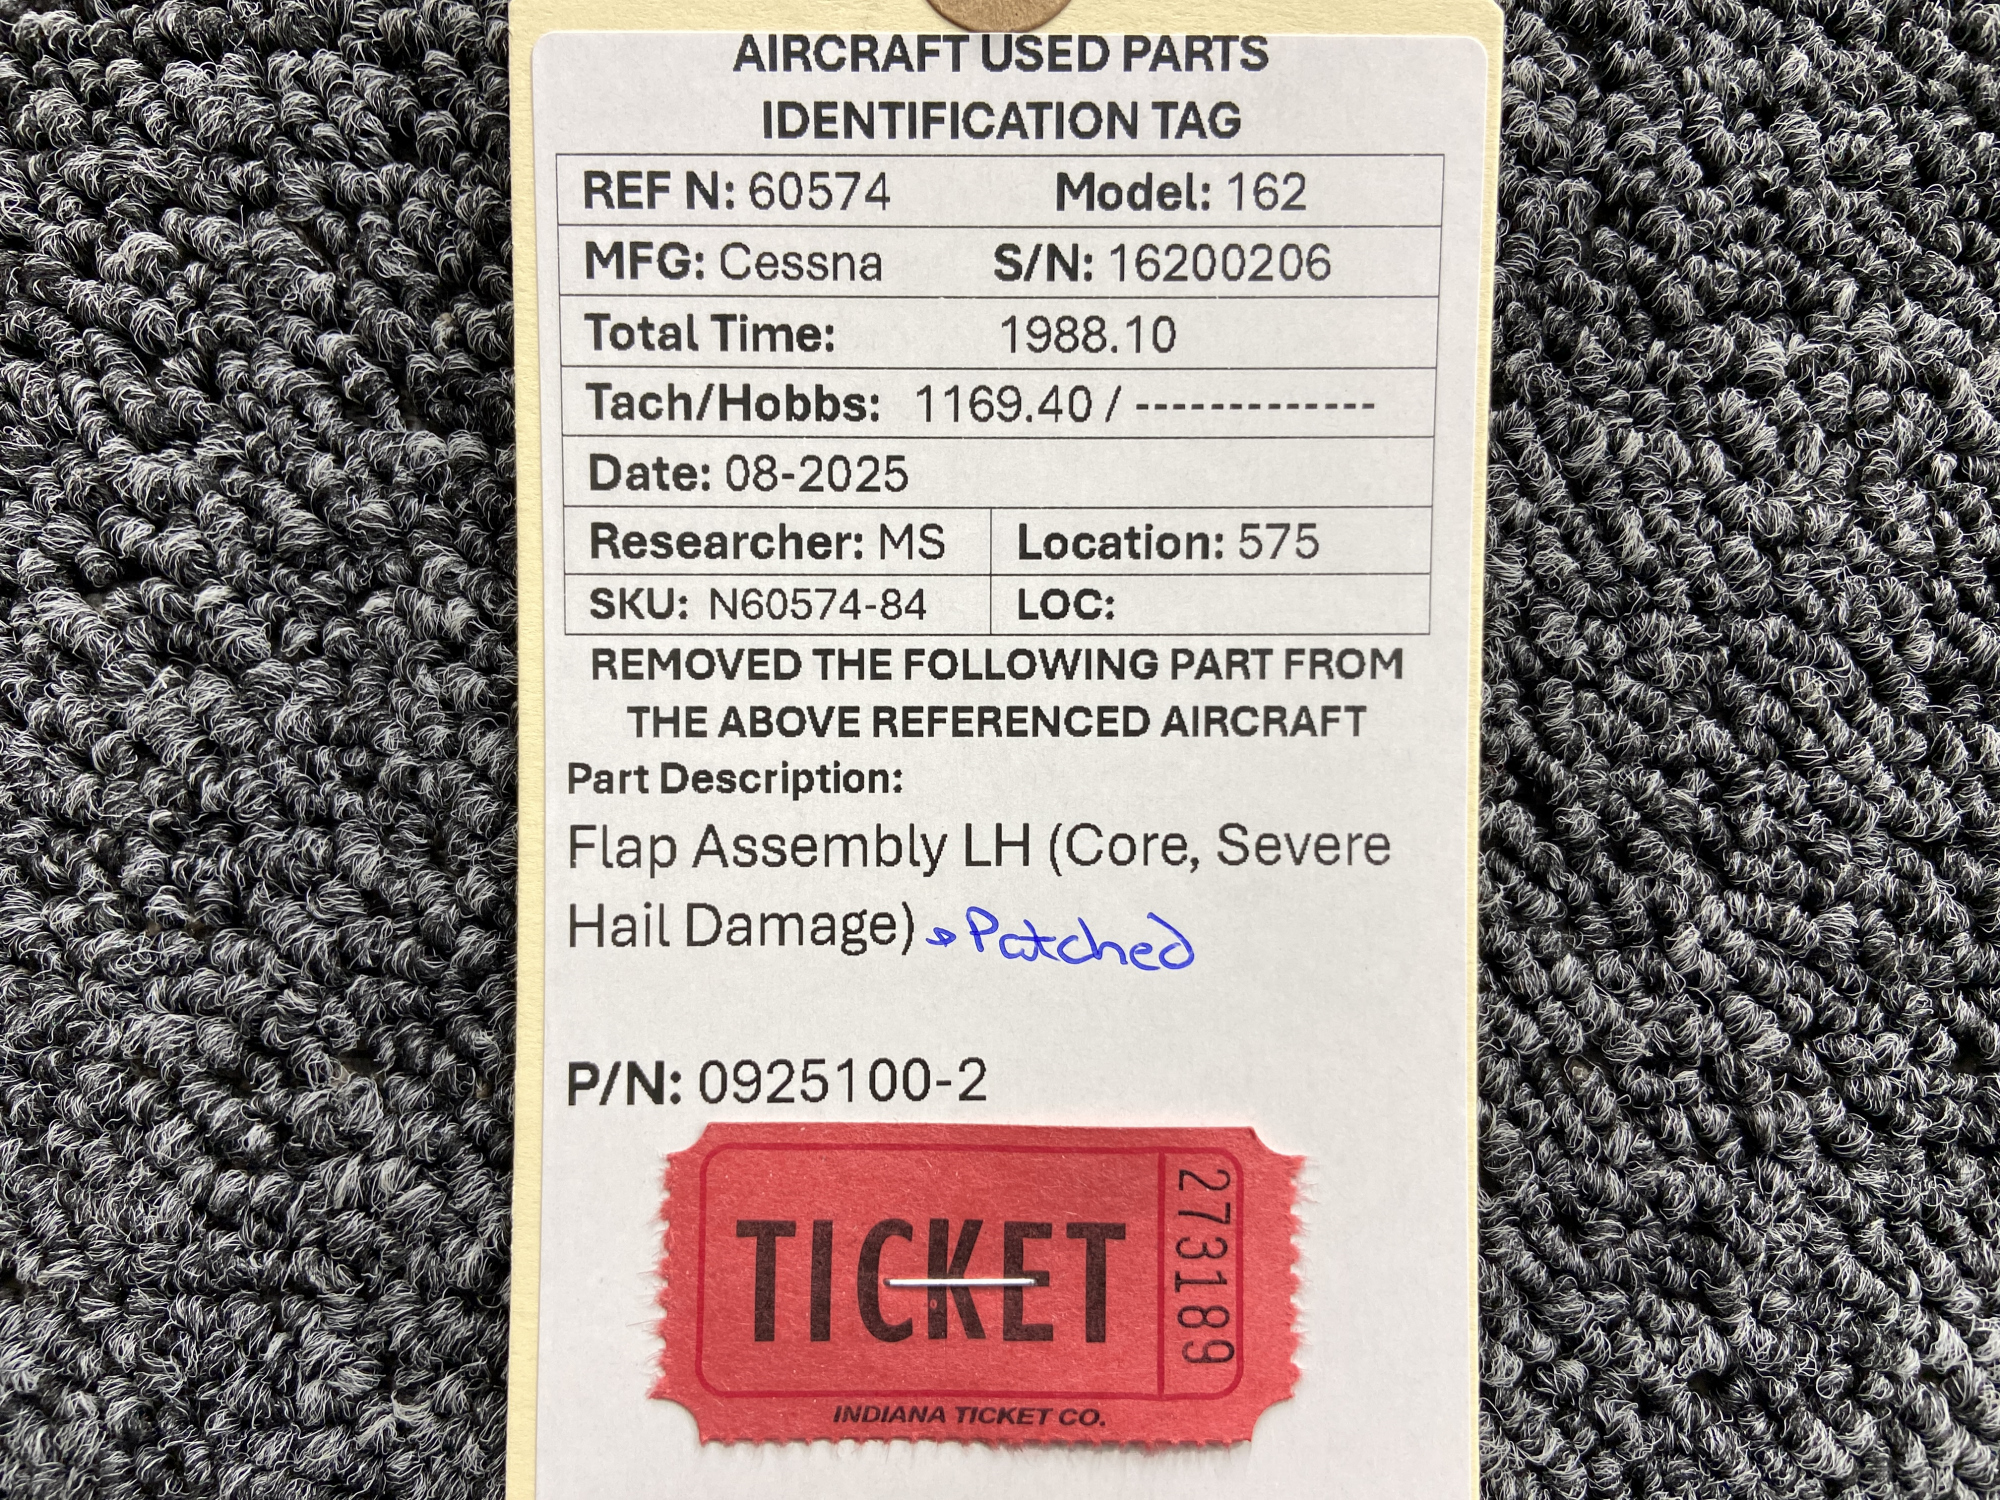 AIRCRAFT USED PARTS
IDENTIFICATION TAG
REF N: 60574 Model: 162
MFG: Cessna S/N: 16200206
Total Time: 1988.10
Tach/Hobbs: 1169.40 / -------------
Date: 08-2025
Researcher: MS Location: 575
SKU: N60574-84 LOC:
REMOVED THE FOLLOWING PART FROM
THE ABOVE REFERENCED AIRCRAFT
Part Description:
Flap Assembly LH (Core, Severe
Hail Damage) → Patched
P/N: 0925100-2
TICKET
273189
INDIANA TICKET CO.